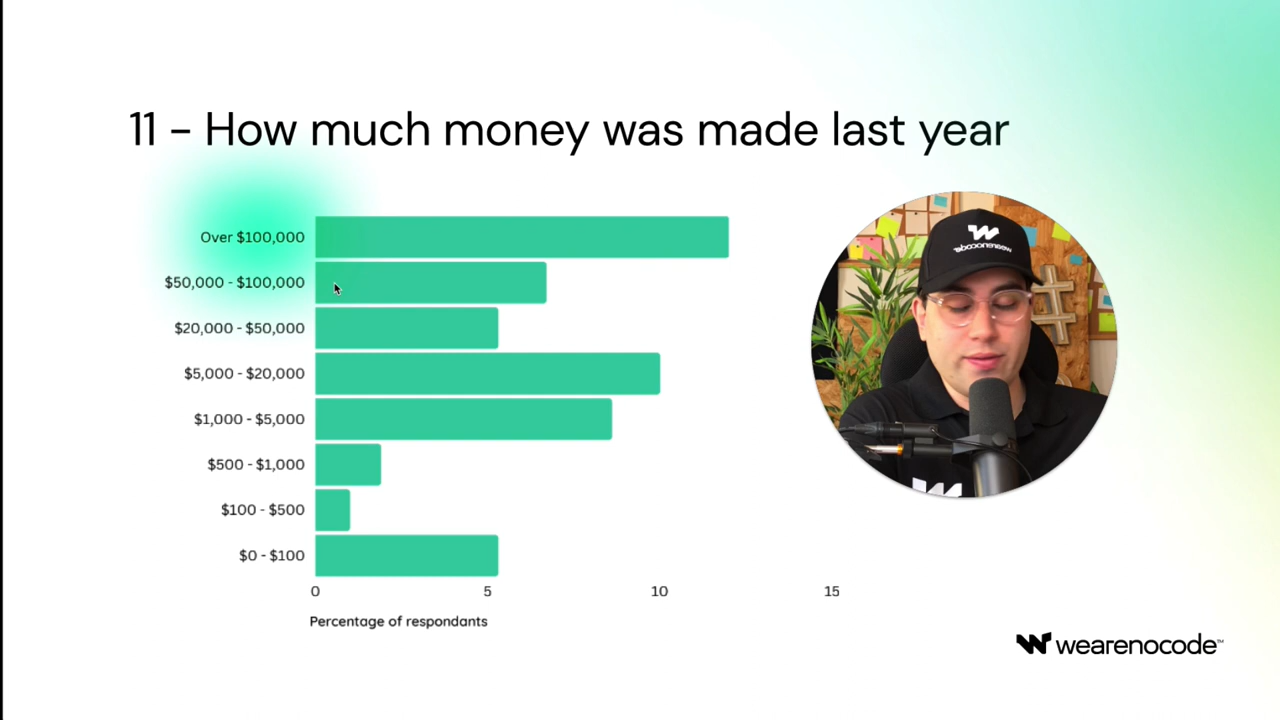 11 - How much money was made last year
Over $100,000
$50,000 - $100,000
$20,000 - $50,000
$5,000 - $20,000
$1,000 - $5,000
$500 - $1,000
$100 - $500
$0 - $100
0 5 10 15
Percentage of respondants
wearenocode
wearenocode™